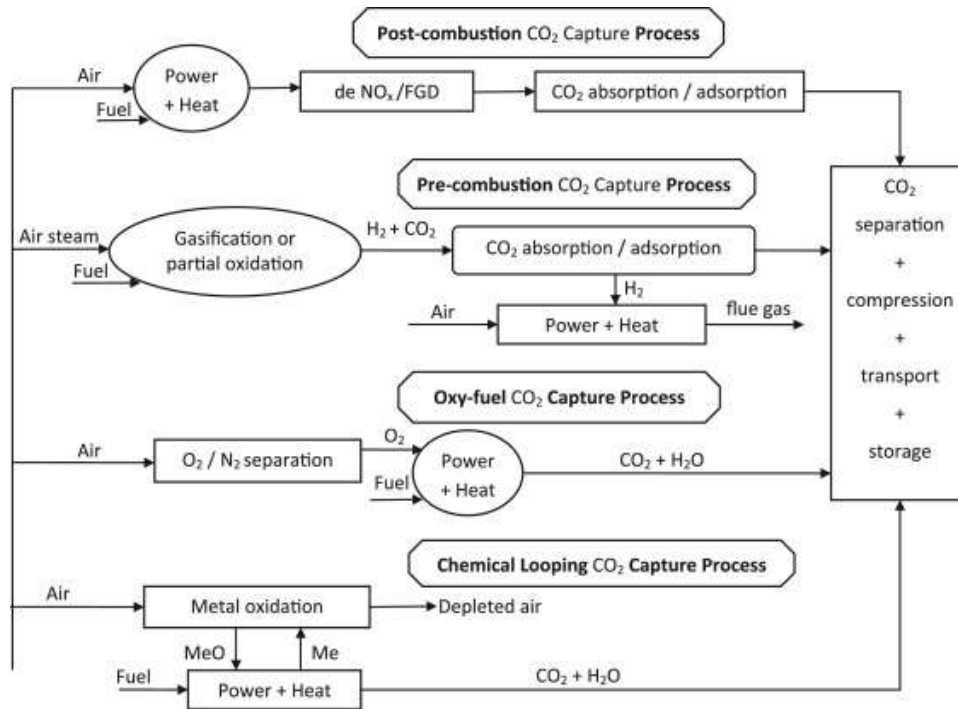 Post-combustion CO₂ Capture Process
Air
Fuel
Power
+ Heat
de NOₓ/FGD
CO₂ absorption / adsorption
Pre-combustion CO₂ Capture Process
Air steam
Fuel
Gasification or
partial oxidation
H₂ + CO₂
CO₂ absorption / adsorption
H₂
Air
Power + Heat
flue gas
Oxy-fuel CO₂ Capture Process
Air
O₂ / N₂ separation
O₂
Fuel
Power
+ Heat
CO₂ + H₂O
Chemical Looping CO₂ Capture Process
Air
Metal oxidation
Depleted air
MeO
Me
Fuel
Power + Heat
CO₂ + H₂O
CO₂
separation
+
compression
+
transport
+
storage